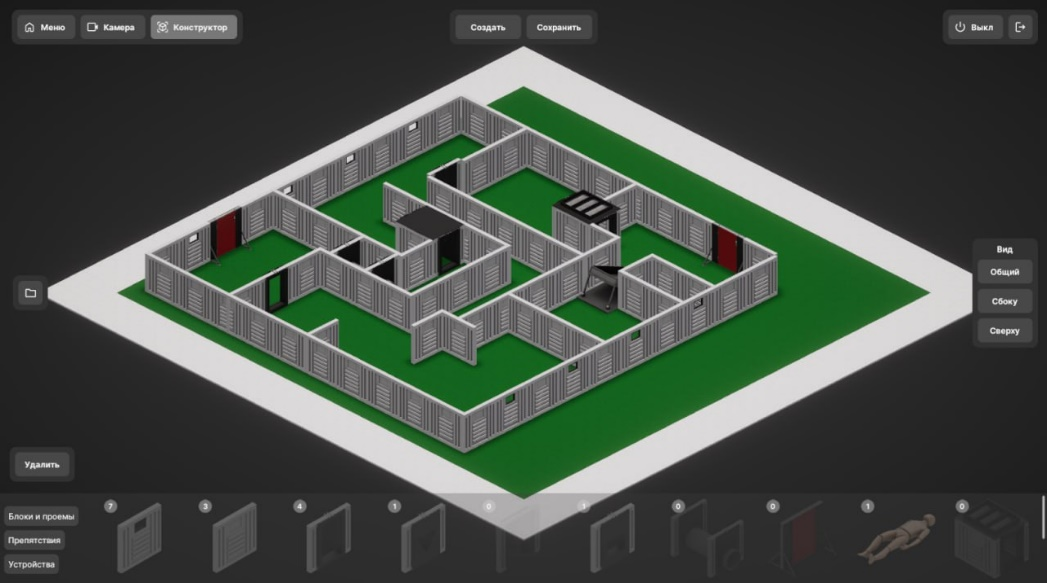 Меню
Камера
Конструктор
Создать
Сохранить
Выкл
Вид
Общий
Сбоку
Сверху
Удалить
Блоки и проемы
Препятствия
Устройства
7
3
4
1
0
3
0
0
1
0